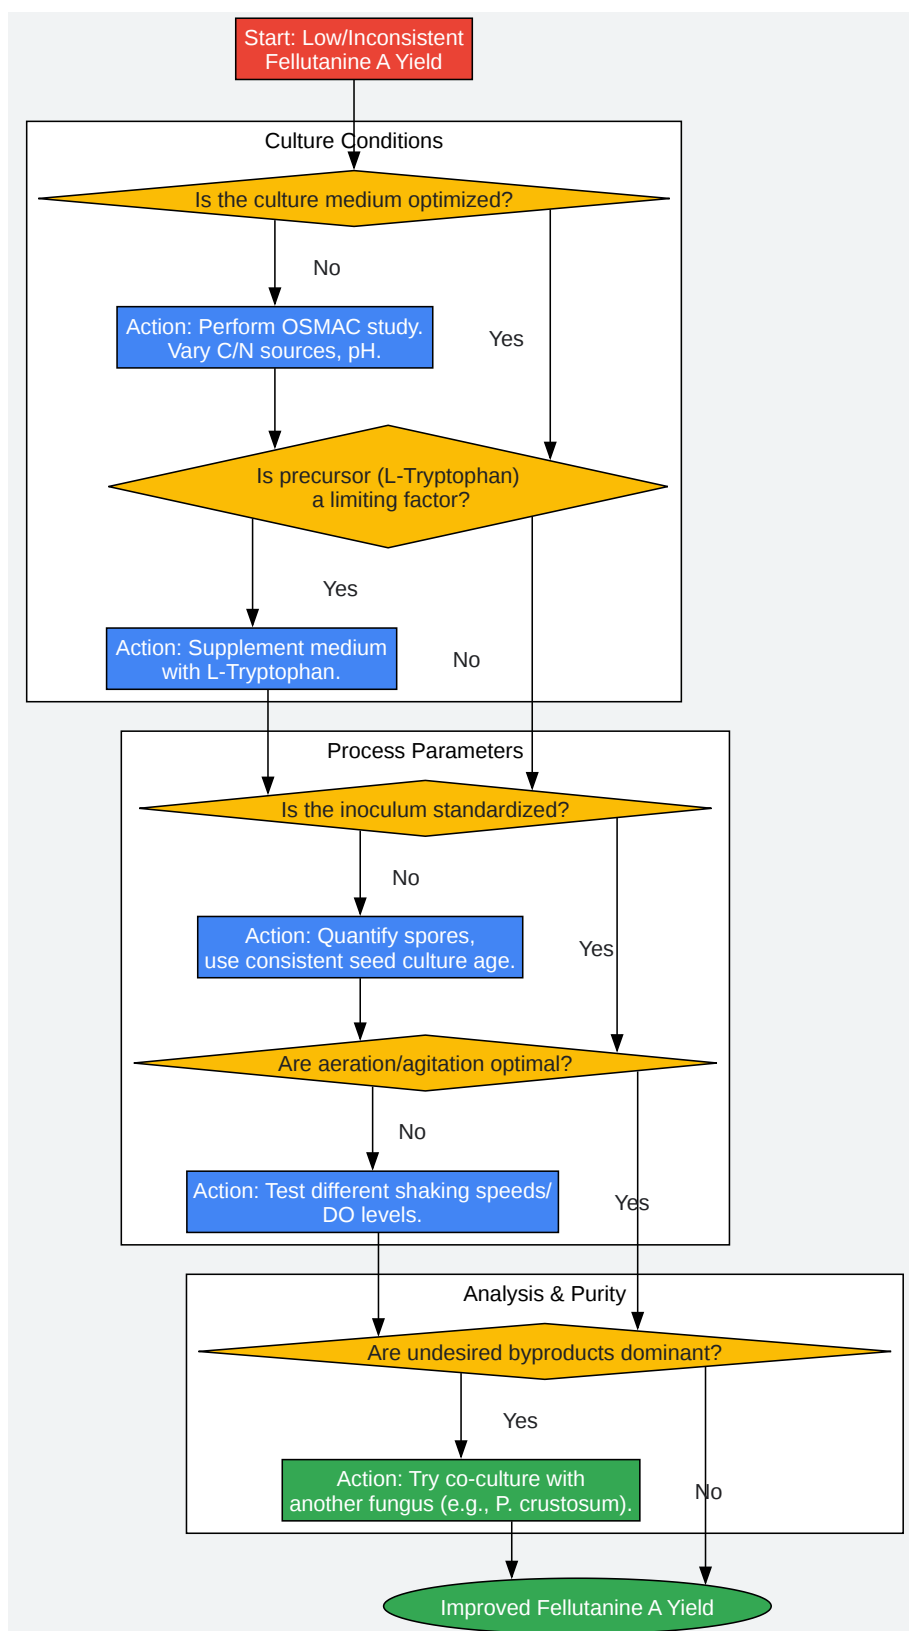 Start: Low/Inconsistent
Fellutanine A Yield
Culture Conditions
Is the culture medium optimized?
No
Action: Perform OSMAC study.
Vary C/N sources, pH.
Yes
Is precursor (L-Tryptophan)
a limiting factor?
Yes
Action: Supplement medium
with L-Tryptophan.
No
Process Parameters
Is the inoculum standardized?
No
Action: Quantify spores,
use consistent seed culture age.
Yes
Are aeration/agitation optimal?
No
Action: Test different shaking speeds/
DO levels.
Yes
Analysis & Purity
Are undesired byproducts dominant?
Yes
Action: Try co-culture with
another fungus (e.g., P. crustosum).
No
Improved Fellutanine A Yield